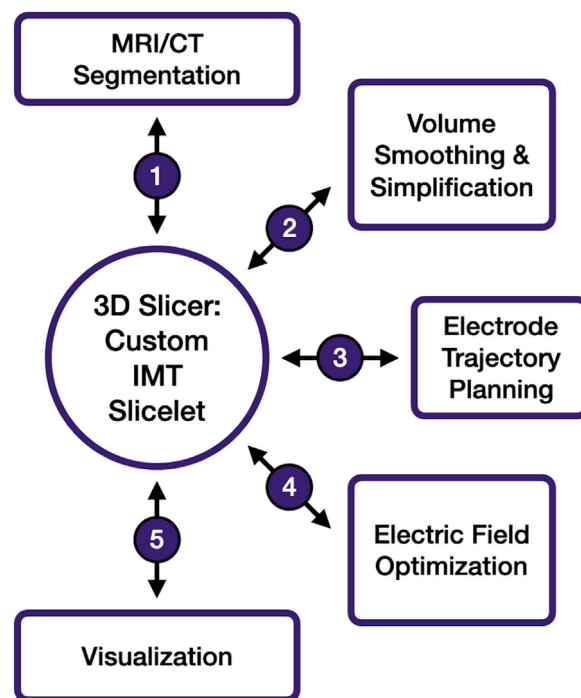 MRI/CT
Segmentation
1
Volume
Smoothing &
Simplification
2
3D Slicer:
Custom
IMT
Slicelet
3
Electrode
Trajectory
Planning
4
Electric Field
Optimization
5
Visualization